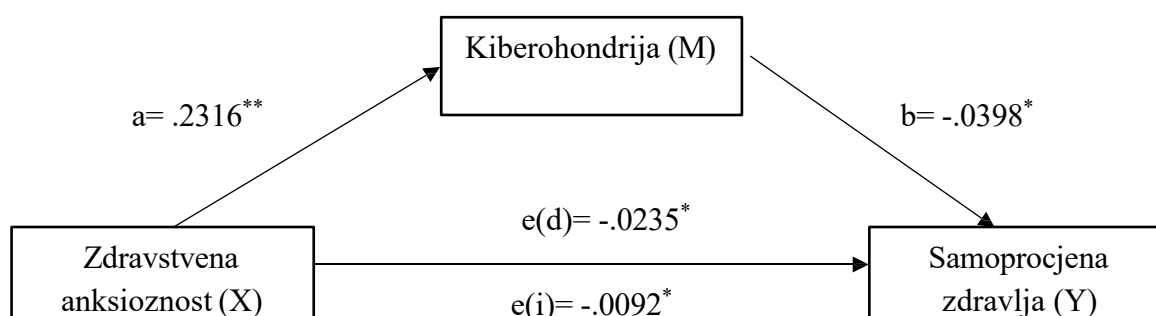 Kiberohondrija (M)
a= .2316**
b= -.0398*
e(d)= -.0235*
Zdravstvena
anksioznost (X)
Samoprocjena
zdravlja (Y)
e(i)= -.0092*